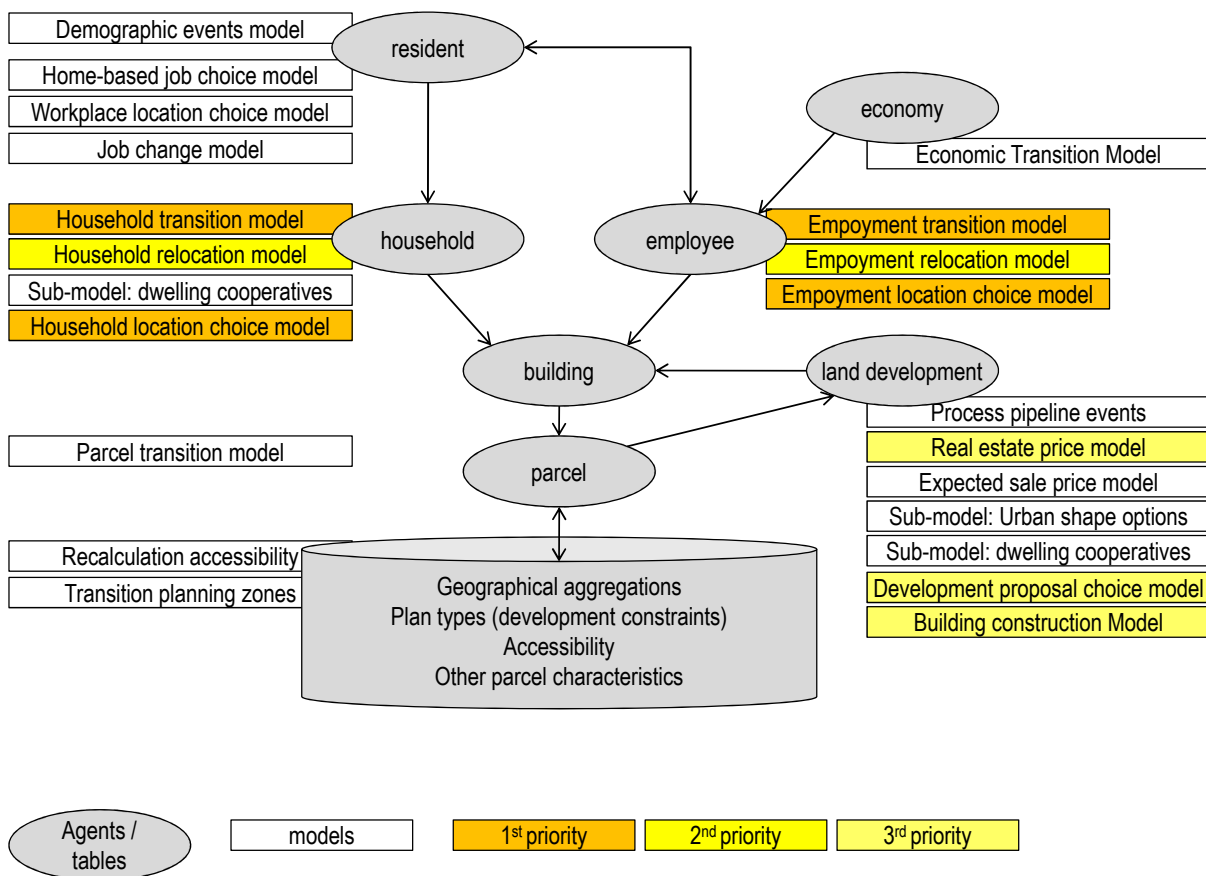 Demographic events model
resident
Home-based job choice model
Workplace location choice model
Job change model
economy
Economic Transition Model
Household transition model
Household relocation model
Sub-model: dwelling cooperatives
Household location choice model
household
employee
Empoyment transition model
Empoyment relocation model
Empoyment location choice model
building
land development
Process pipeline events
Real estate price model
Expected sale price model
Sub-model: Urban shape options
Sub-model: dwelling cooperatives
Development proposal choice model
Building construction Model
Parcel transition model
parcel
Recalculation accessibility
Transition planning zones
Geographical aggregations
Plan types (development constraints)
Accessibility
Other parcel characteristics
Agents /
tables
models
1st priority
2nd priority
3rd priority